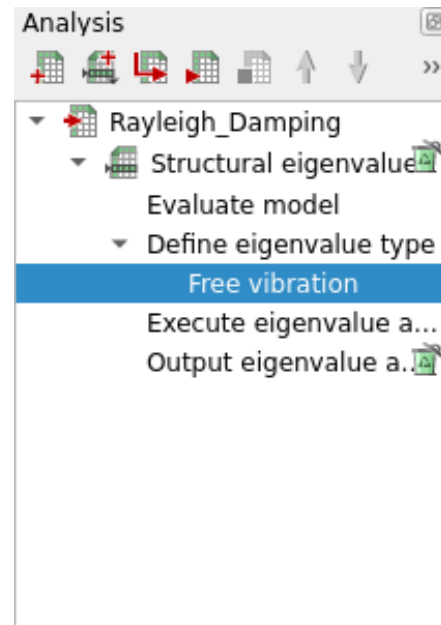 Analysis
»
Rayleigh_Damping
Structural eigenvalue
Evaluate model
Define eigenvalue type
Free vibration
Execute eigenvalue a...
Output eigenvalue a..